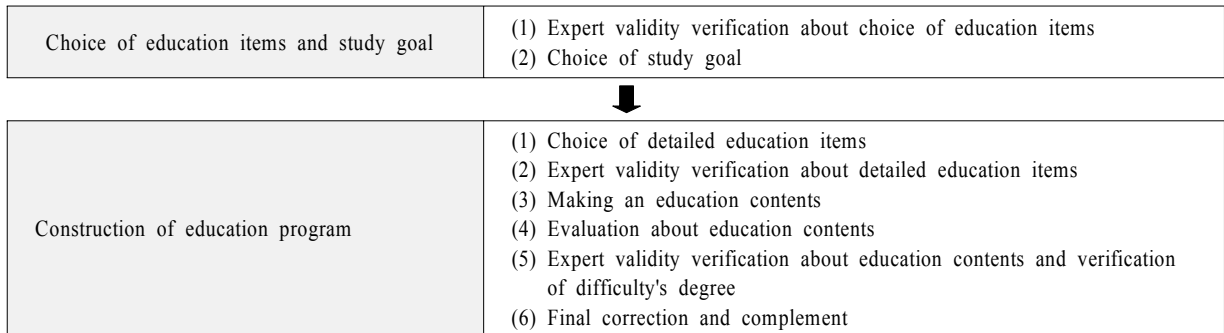 Choice of education items and study goal
(1) Expert validity verification about choice of education items
(2) Choice of study goal
Construction of education program
(1) Choice of detailed education items
(2) Expert validity verification about detailed education items
(3) Making an education contents
(4) Evaluation about education contents
(5) Expert validity verification about education contents and verification
of difficulty's degree
(6) Final correction and complement